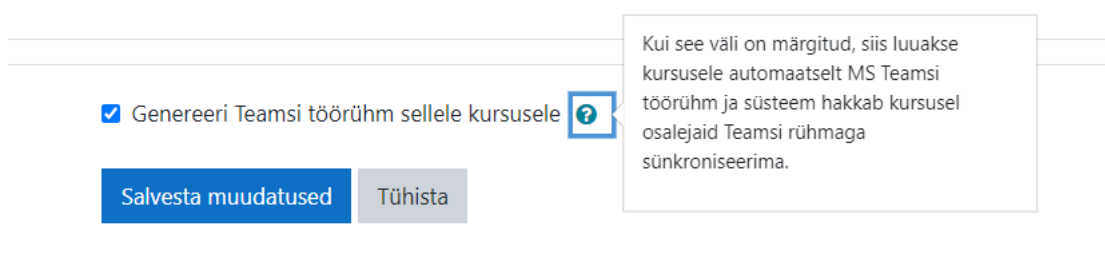 Kui see väli on märgitud, siis luuakse
kursusele automaatselt MS Teamsi
töörühm ja süsteem hakkab kursusel
osalejaid Teamsi rühmaga
sünkroniseerima.
Genereeri Teamsi töörühm sellele kursusele
Salvesta muudatused
Tühista